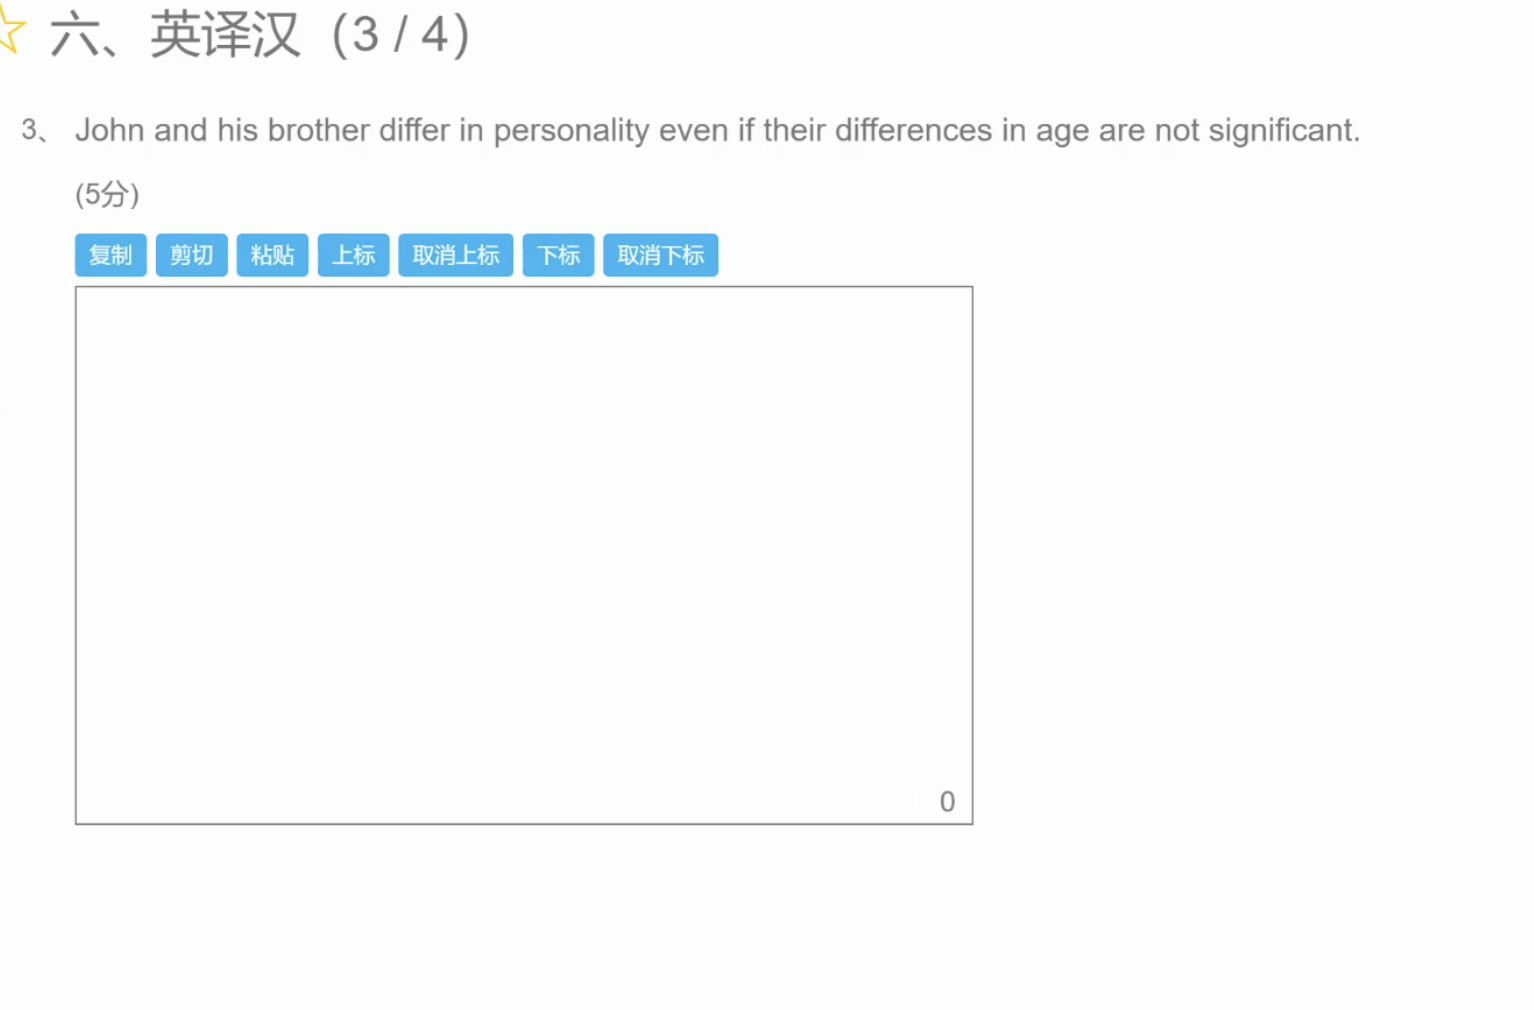 六、英译汉（3 / 4）
3、 John and his brother differ in personality even if their differences in age are not significant.
(5分)
复制 剪切 粘贴 上标 取消上标 下标 取消下标
0